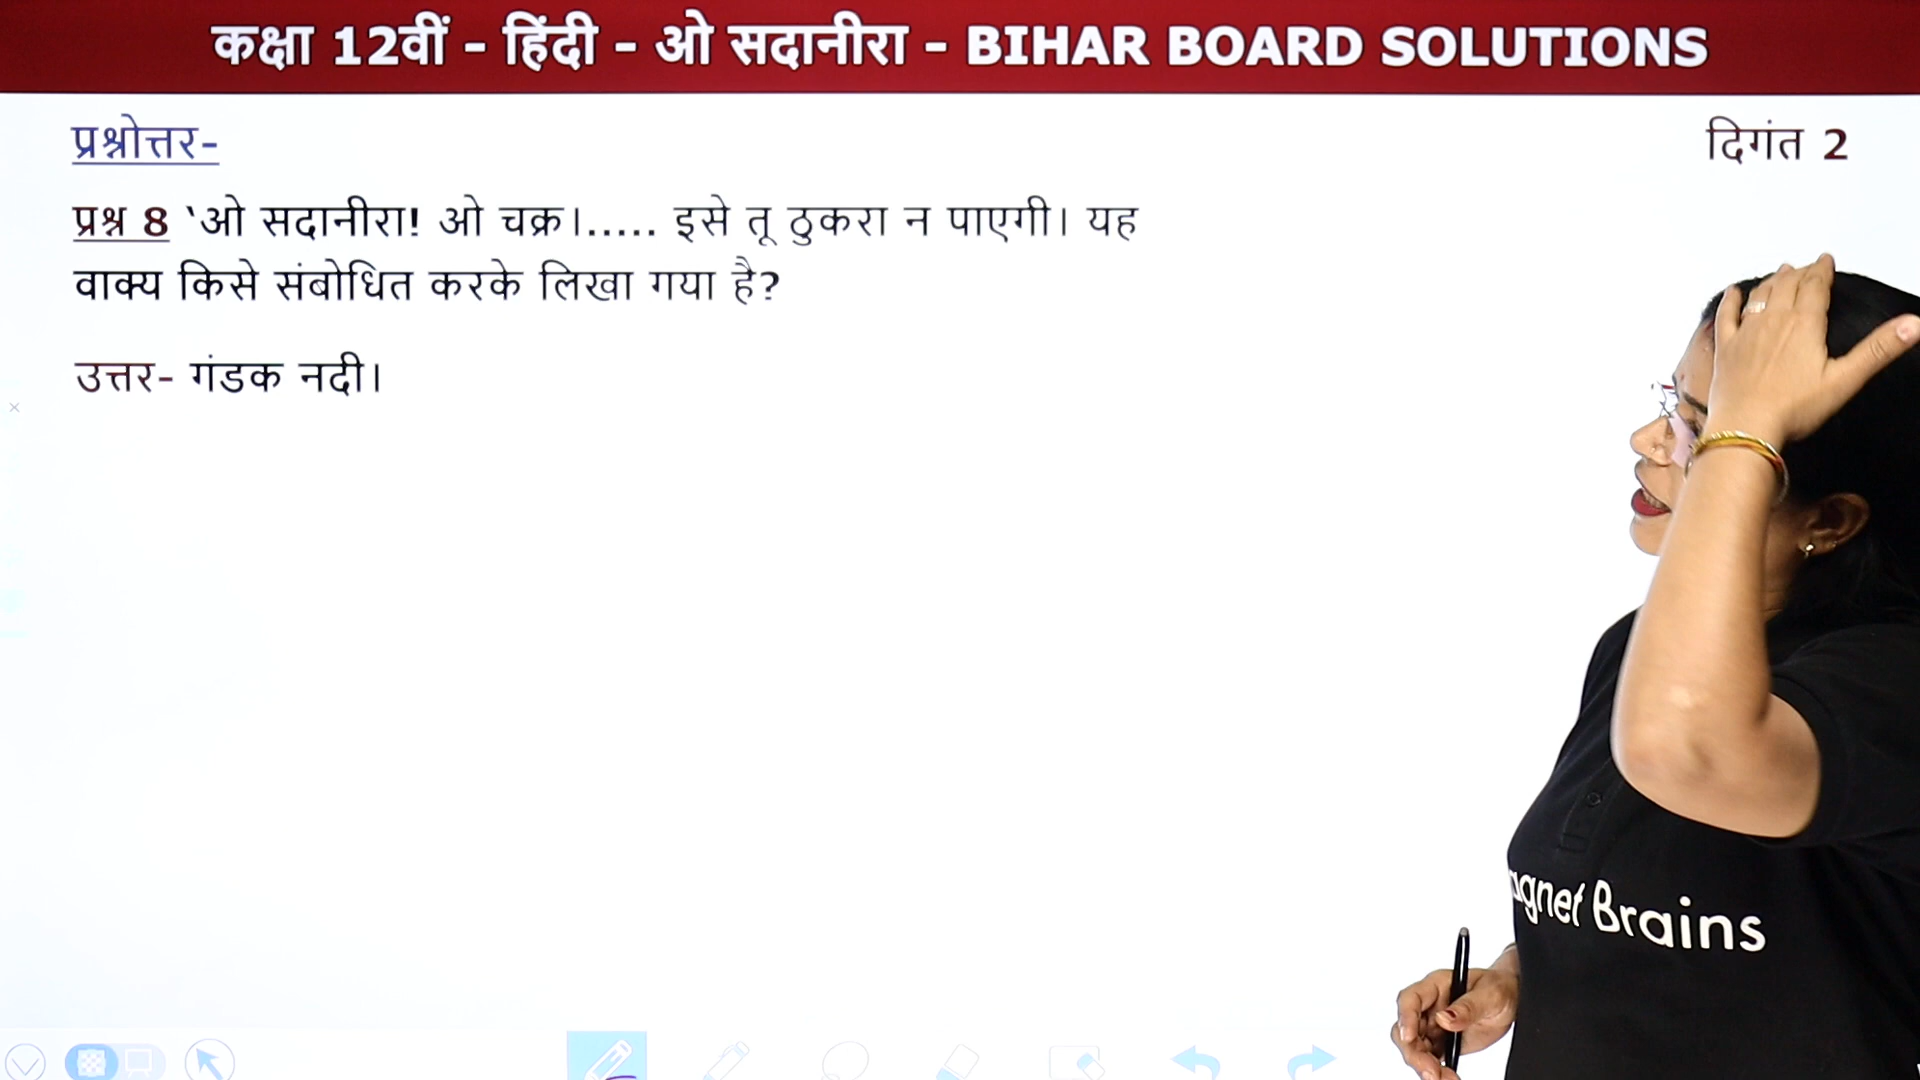 कक्षा 12वीं - हिंदी - ओ सदानीरा - BIHAR BOARD SOLUTIONS
प्रश्नोत्तर-
दिगंत 2
प्रश्न 8 'ओ सदानीरा! ओ चक्र।..... इसे तू ठुकरा न पाएगी। यह
वाक्य किसे संबोधित करके लिखा गया है?
उत्तर- गंडक नदी।
agnet Brains